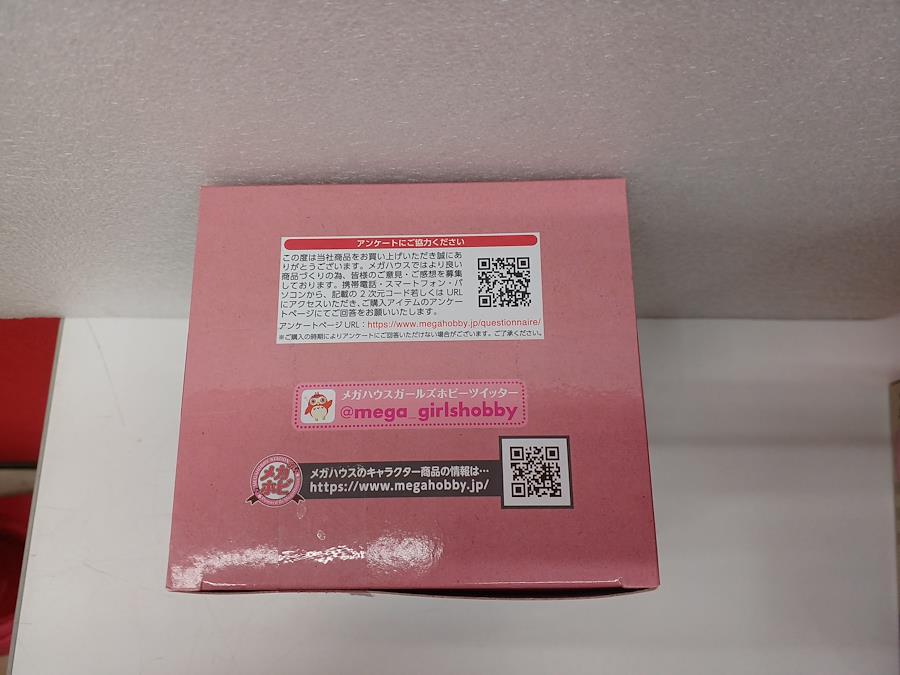 アンケートにご協力ください
この度は当社商品をお買い上げいただき誠にあ
りがとうございます。メガハウスではより良い
商品づくりの為、皆様のご意見・ご感想を募集
しております。携帯電話・スマートフォン・パ
ソコンから、記載の2次元コード若しくは URL
にアクセスいただき、ご購入アイテムのアンケー
トページにてご回答をお願いいたします。
アンケートページ URL：https://www.megahobby.jp/questionnaire/
※ご購入の時期によりアンケートにご回答いただけない場合がございます。ご了承ください。
メガハウスガールズホビーツイッター
@mega_girlshobby
メガホビ
メガハウスのキャラクター商品の情報は…
https://www.megahobby.jp/